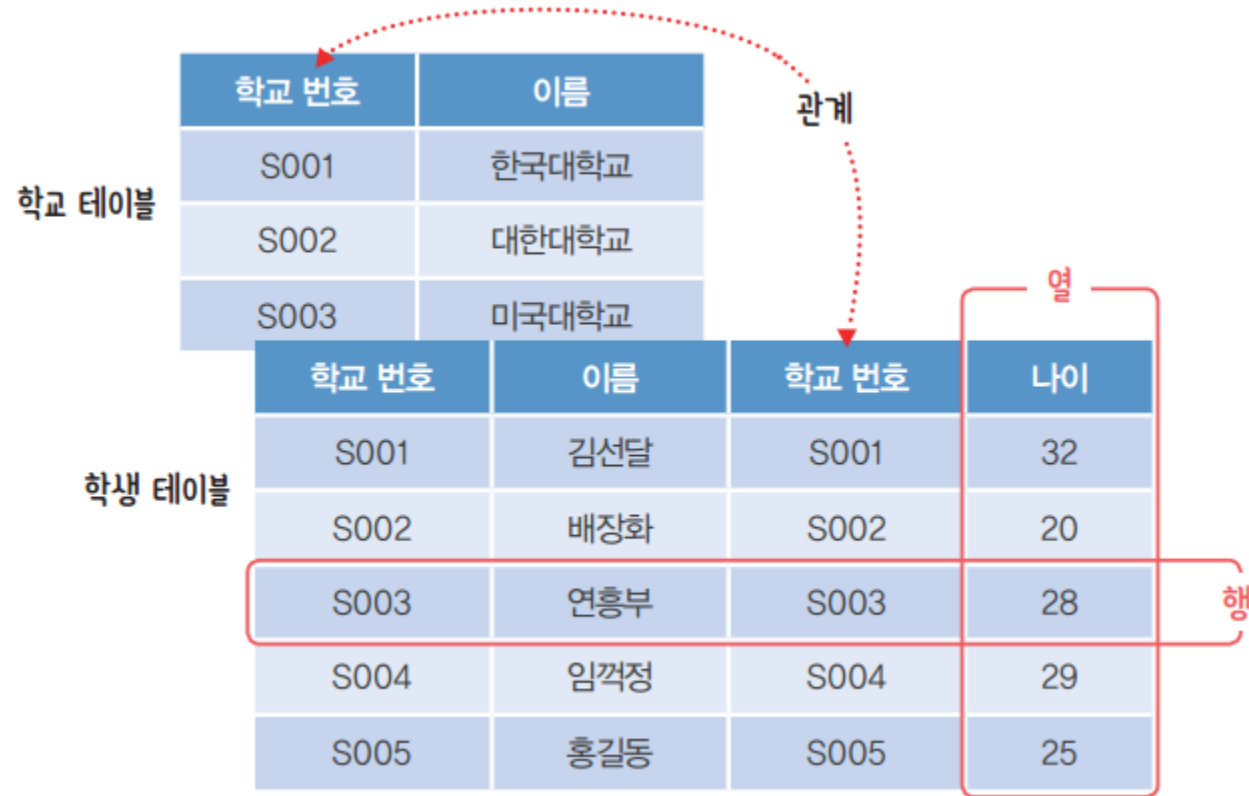 관계
학교 테이블
학교 번호 이름
S001 한국대학교
S002 대한대학교
S003 미국대학교
열
학생 테이블
학교 번호 이름 학교 번호 나이
S001 김선달 S001 32
S002 배장화 S002 20
S003 연흥부 S003 28
행
S004 임꺽정 S004 29
S005 홍길동 S005 25